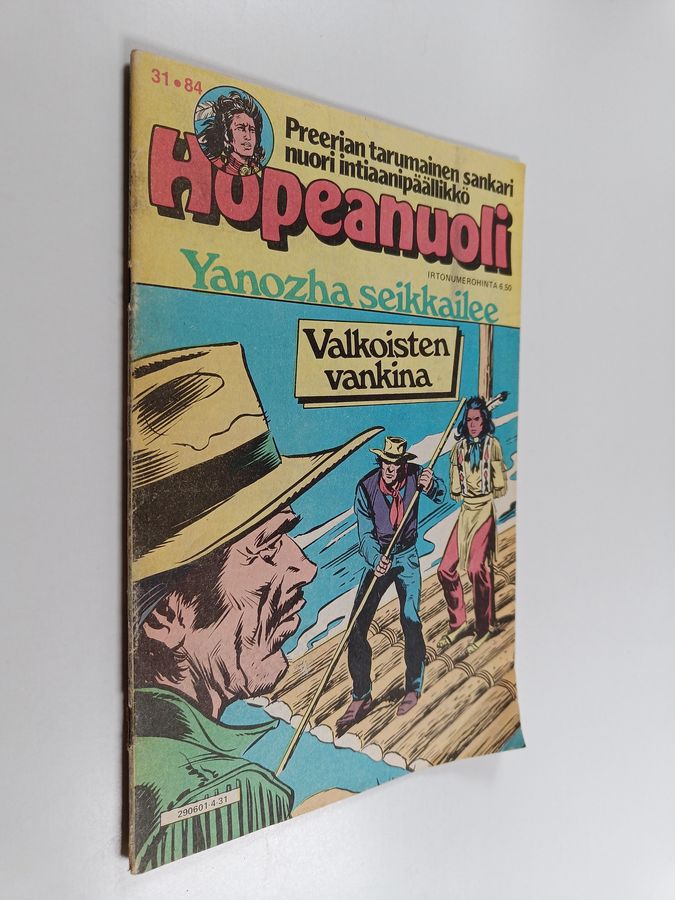 31•84
Preerian tarumainen sankari
nuori intiaanipäällikkö
Hopeanuoli
IRTONUMEROHINTA 6,50
Yanozha seikkailee
Valkoisten
vankina
290601-4-31